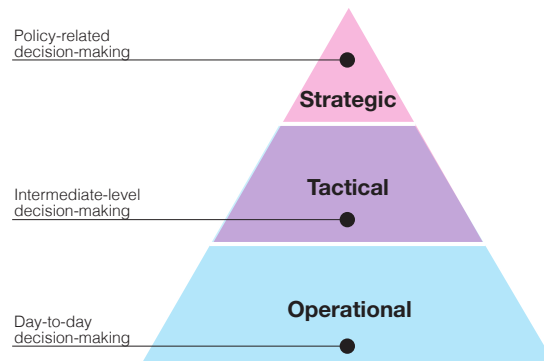 Policy-related
decision-making
Strategic
Intermediate-level
decision-making
Tactical
Day-to-day
decision-making
Operational